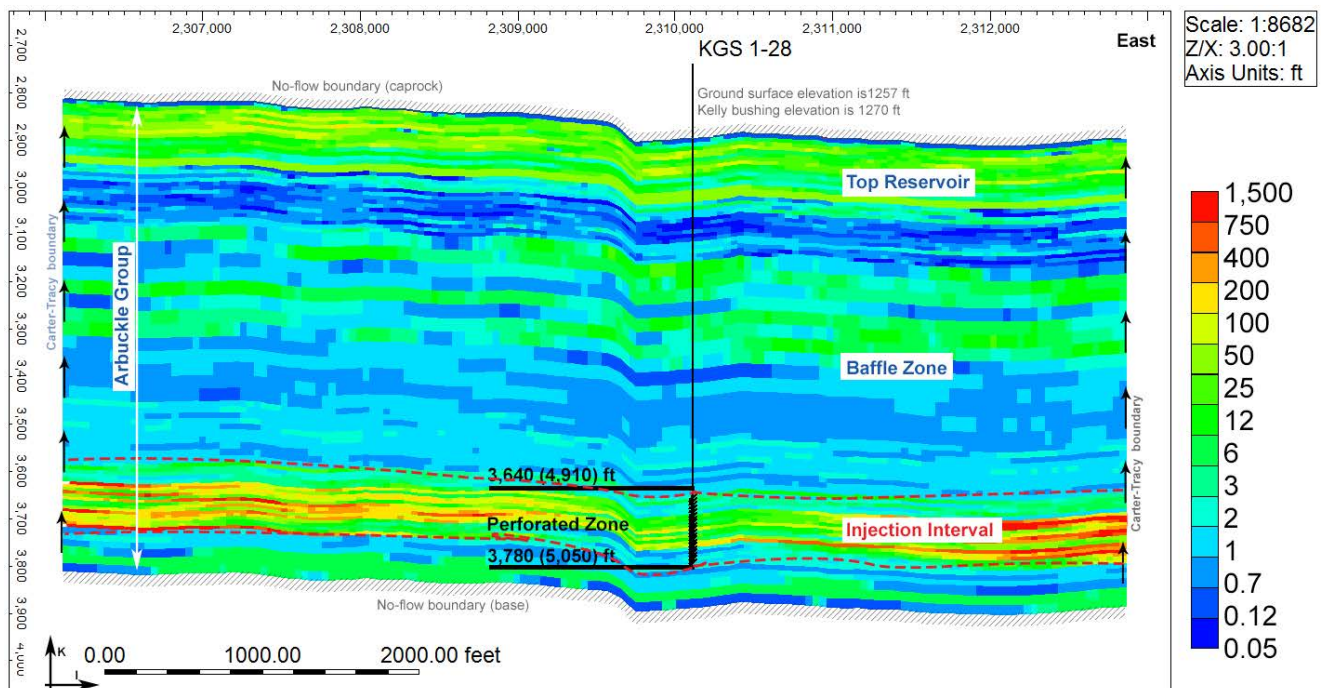 2,307,000
2,308,000
2,309,000
2,310,000
2,311,000
2,312,000
KGS 1-28
East
Scale: 1:8682
Z/X: 3.00:1
Axis Units: ft
No-flow boundary (caprock)
Ground surface elevation is1257 ft
Kelly bushing elevation is 1270 ft
2,700
2,800
2,900
3,000
3,100
3,200
3,300
3,400
3,500
3,600
3,700
3,800
3,900
4,000
Carter-Tracy boundary
Arbuckle Group
Top Reservoir
Baffle Zone
3,640 (4,910) ft
Perforated Zone
3,780 (5,050) ft
Injection Interval
Carter-Tracy boundary
No-flow boundary (base)
K
I
0.00
1000.00
2000.00 feet
1,500
750
400
200
100
50
25
12
6
3
2
1
0.7
0.12
0.05